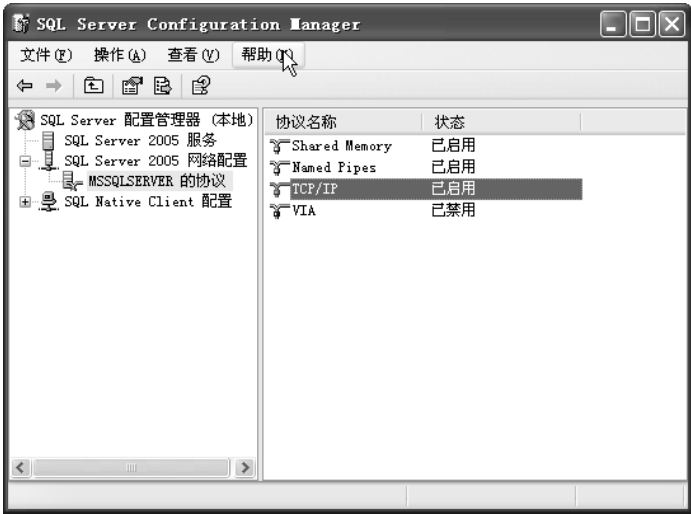 SQL Server Configuration Manager
文件(F) 操作(A) 查看(V) 帮助
SQL Server 配置管理器 (本地)
SQL Server 2005 服务
SQL Server 2005 网络配置
MSSQLSERVER 的协议
SQL Native Client 配置
协议名称 状态
Shared Memory 已启用
Named Pipes 已启用
TCP/IP 已启用
VIA 已禁用